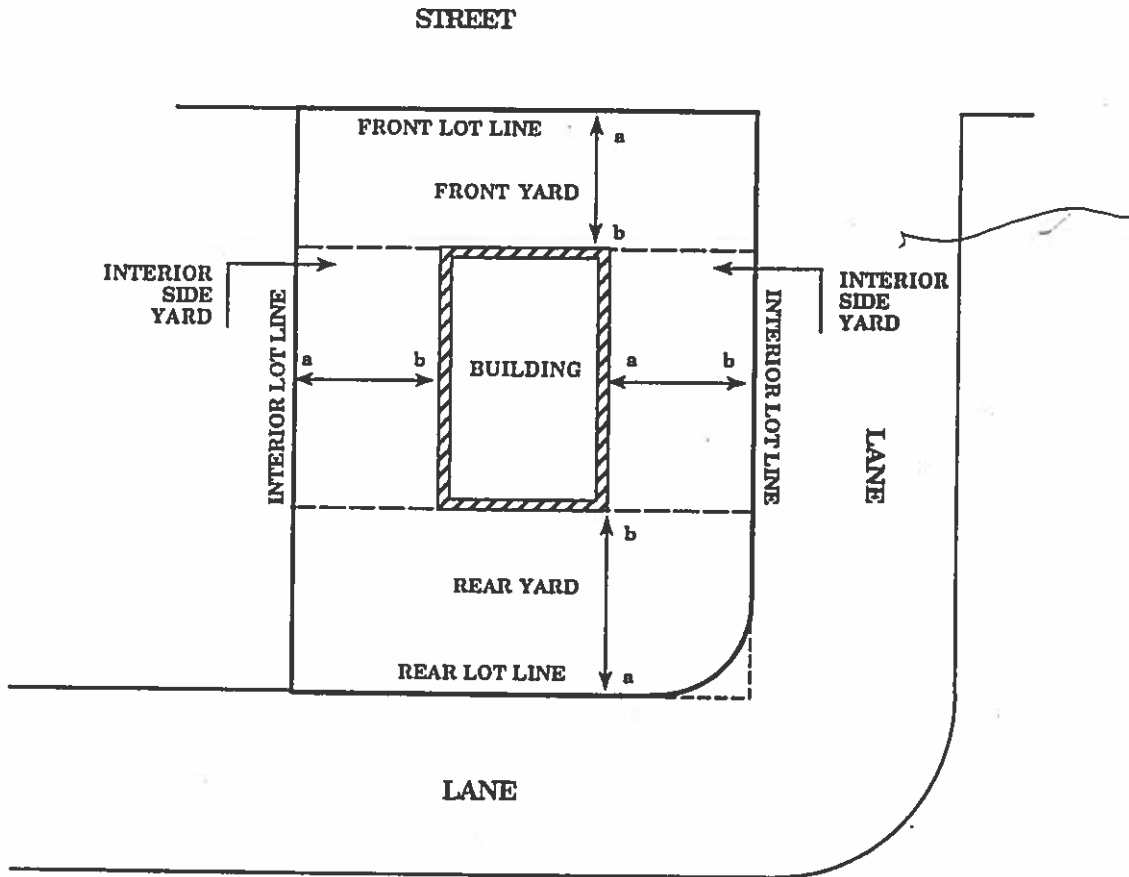 STREET
FRONT LOT LINE
a
FRONT YARD
b
INTERIOR
SIDE
YARD
INTERIOR
SIDE
YARD
INTERIOR LOT LINE
a
b
BUILDING
a
b
INTERIOR LOT LINE
LANE
b
REAR YARD
REAR LOT LINE
a
LANE